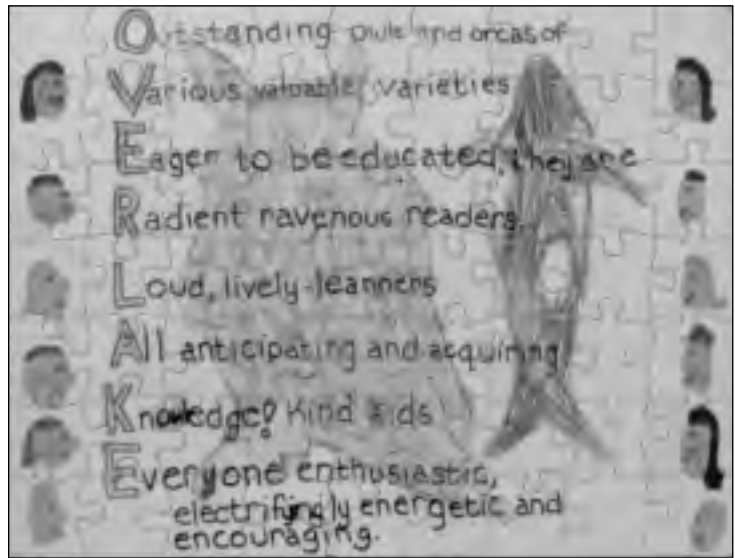 Outstanding owls and orcas of
Various valuable varieties
Eager to be educated, they are
Radient ravenous readers.
Loud, lively learners
All anticipating and acquiring
Knowledge! Kind kids
Everyone enthusiastic,
electrifyingly energetic and
encouraging.